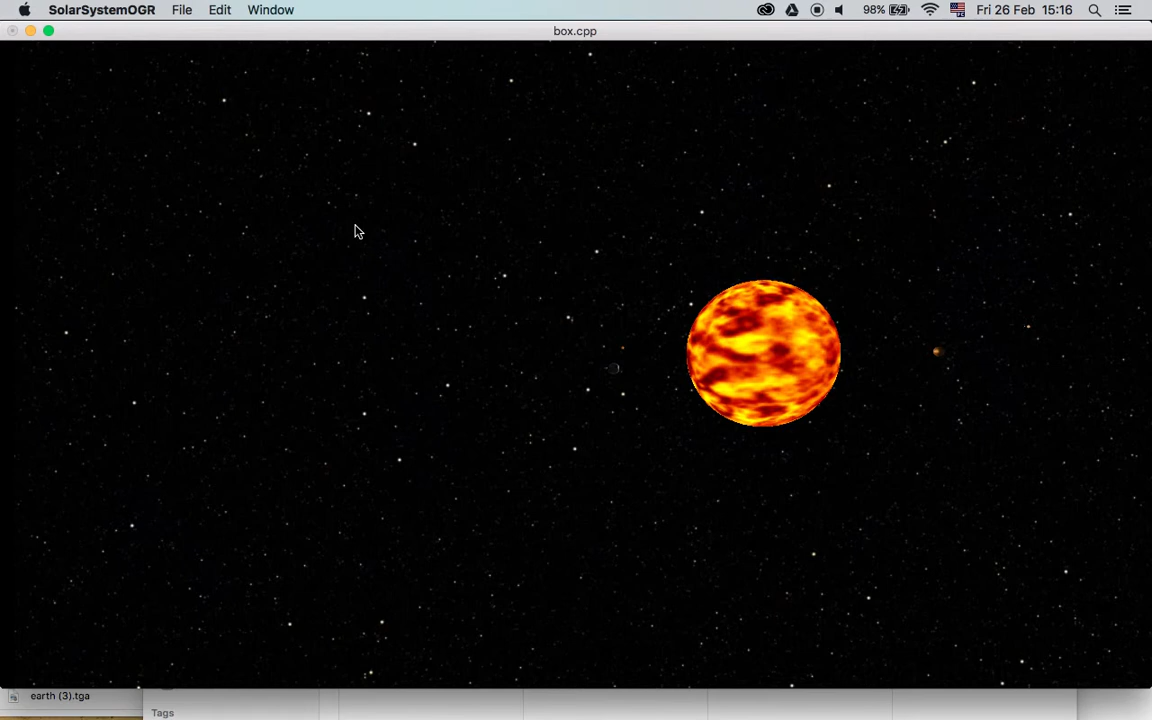 SolarSystemOGR File Edit Window 98% Fri 26 Feb 15:16
box.cpp
earth (3).tga
Tags